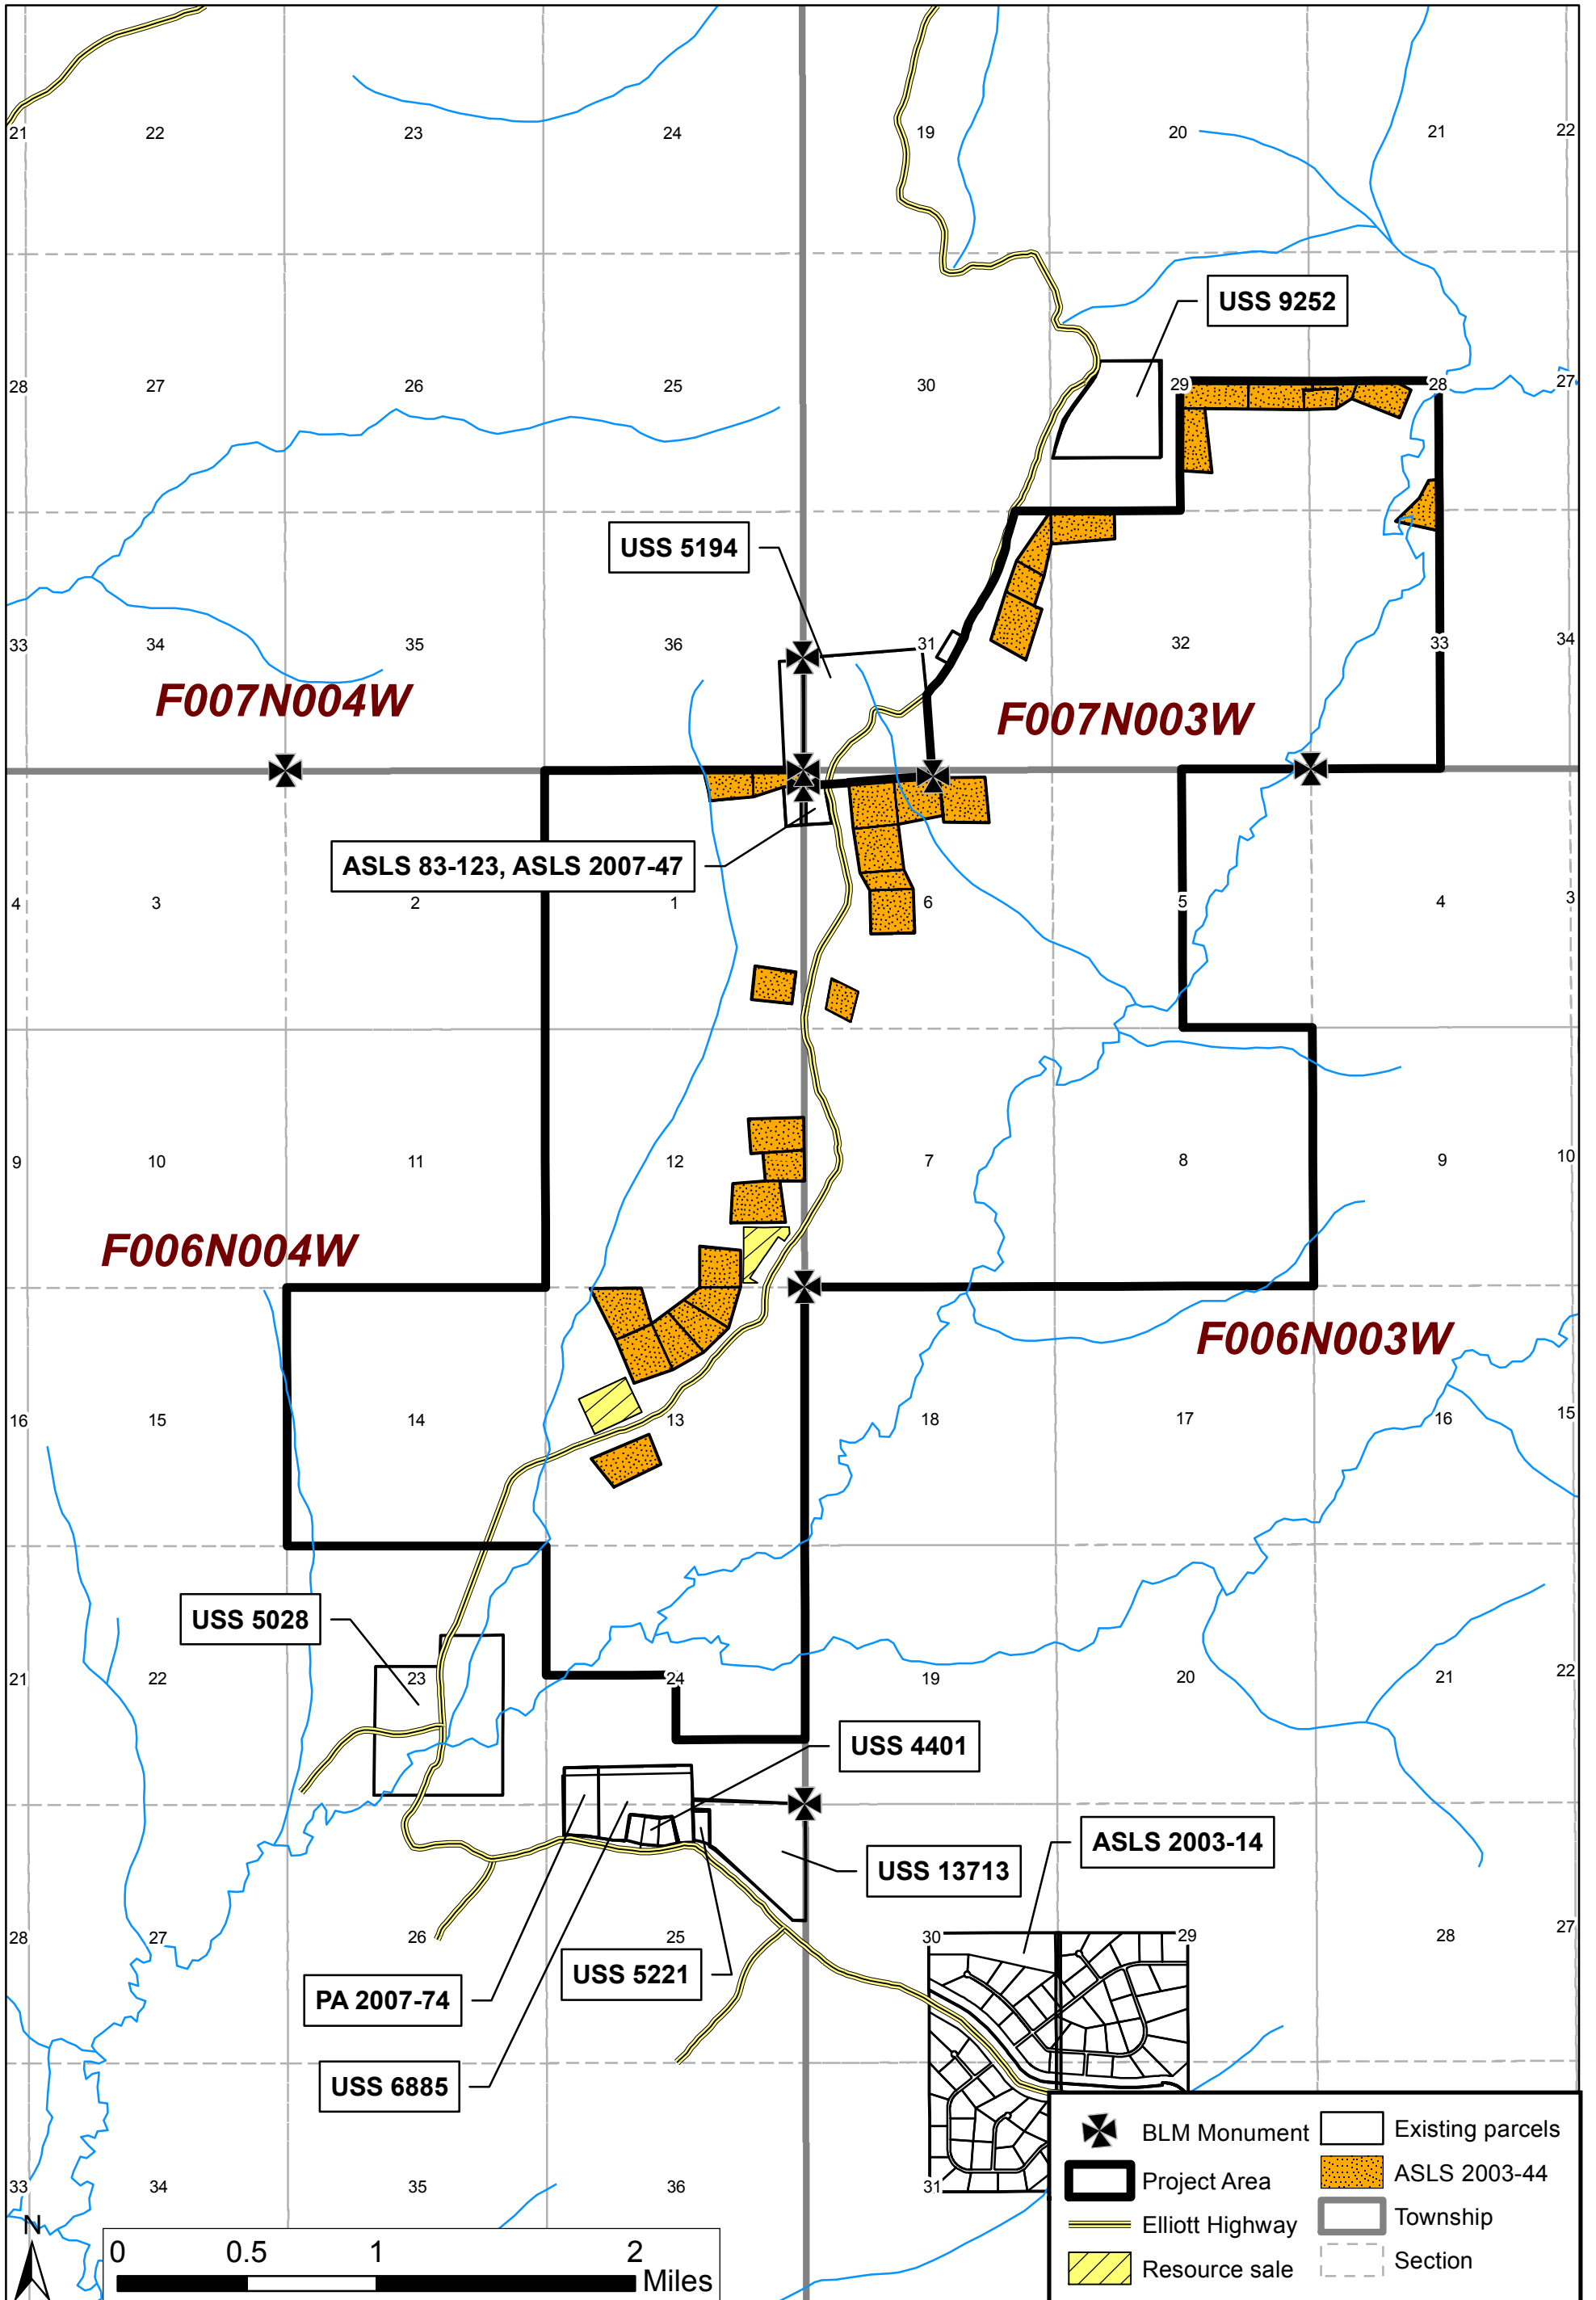 21 22 23 24 19 20 21 22
USS 9252
28 27 26 25 30 29 28 27
USS 5194
33 34 35 36 31 32 33 34
F007N004W
F007N003W
ASLS 83-123, ASLS 2007-47
4 3 2 1 6 5 4 3
9 10 11 12 7 8 9 10
F006N004W
F006N003W
16 15 14 13 18 17 16 15
USS 5028
21 22 23 24 19 20 21 22
USS 4401
ASLS 2003-14
USS 13713
28 27 26 25 30 29 28 27
USS 5221
PA 2007-74
USS 6885
33 34 35 36 31
BLM Monument
Project Area
Elliott Highway
Resource sale
Existing parcels
ASLS 2003-44
Township
Section
N
0 0.5 1 2
Miles